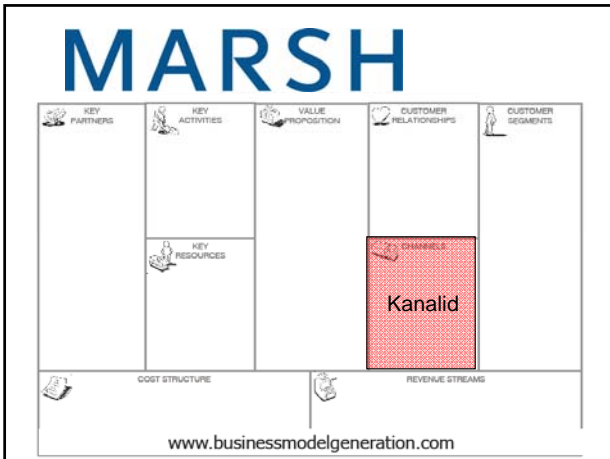 MARSH
KEY
PARTNERS
KEY
ACTIVITIES
VALUE
PROPOSITION
CUSTOMER
RELATIONSHIPS
CUSTOMER
SEGMENTS
KEY
RESOURCES
CHANNELS
Kanalid
COST STRUCTURE
REVENUE STREAMS
www.businessmodelgeneration.com